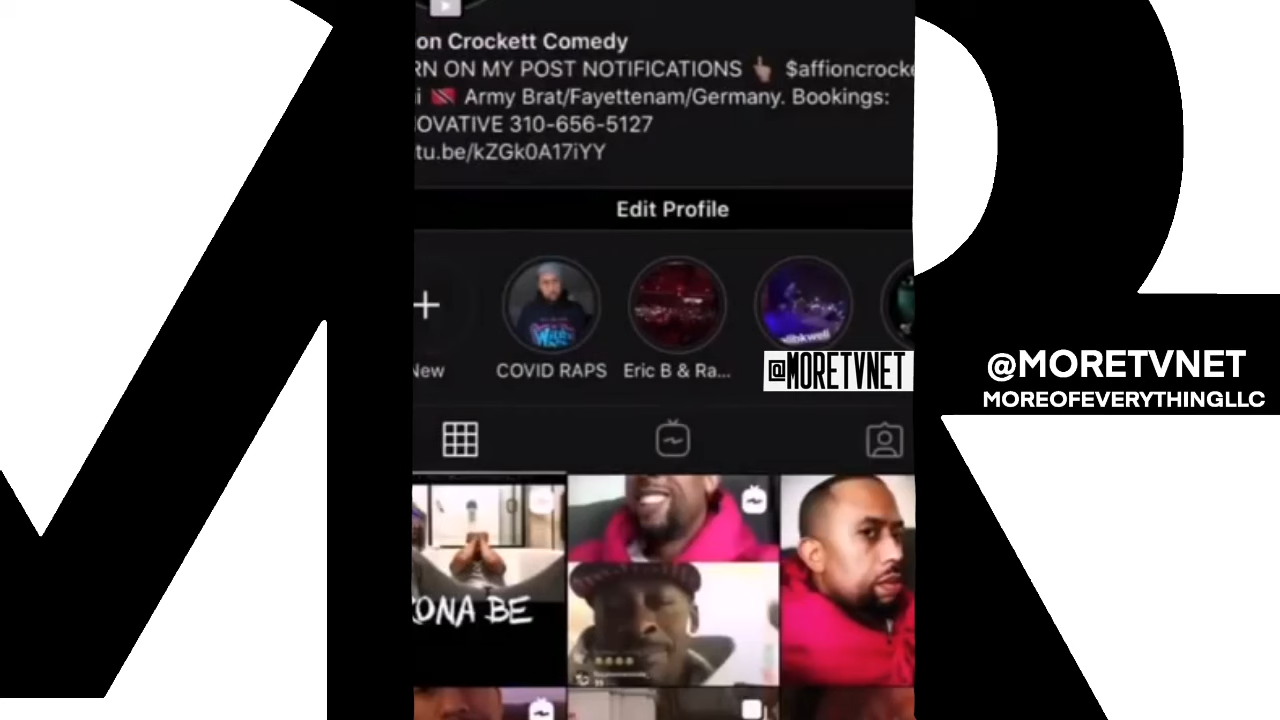 on Crockett Comedy
RN ON MY POST NOTIFICATIONS 👆🏽 $affioncrocke
i 🇹🇹 Army Brat/Fayettenam/Germany. Bookings:
OVATIVE 310-656-5127
tu.be/kZGk0A17iYY
Edit Profile
New
COVID RAPS
Eric B & Ra...
@MORETVNET
@MORETVNET
MOREOFEVERYTHINGLLC
ONA BE